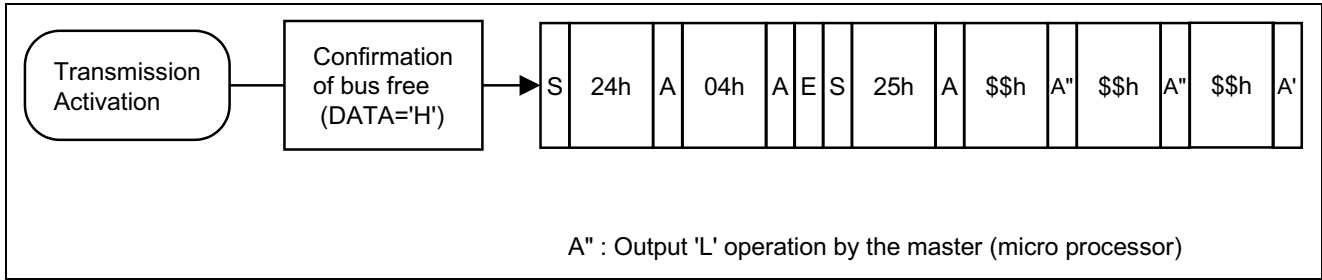 Transmission
Activation
Confirmation
of bus free
(DATA='H')
S 24h A 04h A E S 25h A $$h A" $$h A" $$h A'
A" : Output 'L' operation by the master (micro processor)